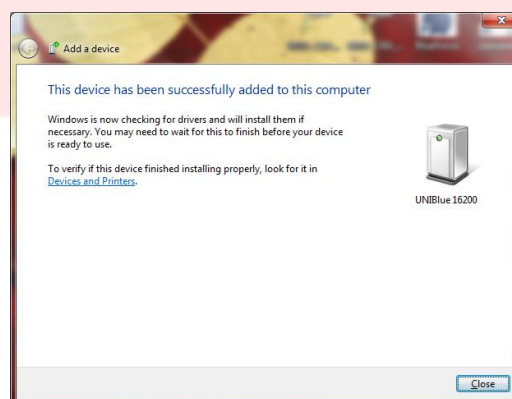 Add a device
This device has been successfully added to this computer
Windows is now checking for drivers and will install them if
necessary. You may need to wait for this to finish before your device
is ready to use.
To verify if this device finished installing properly, look for it in
Devices and Printers.
UNIBlue 16200
Close